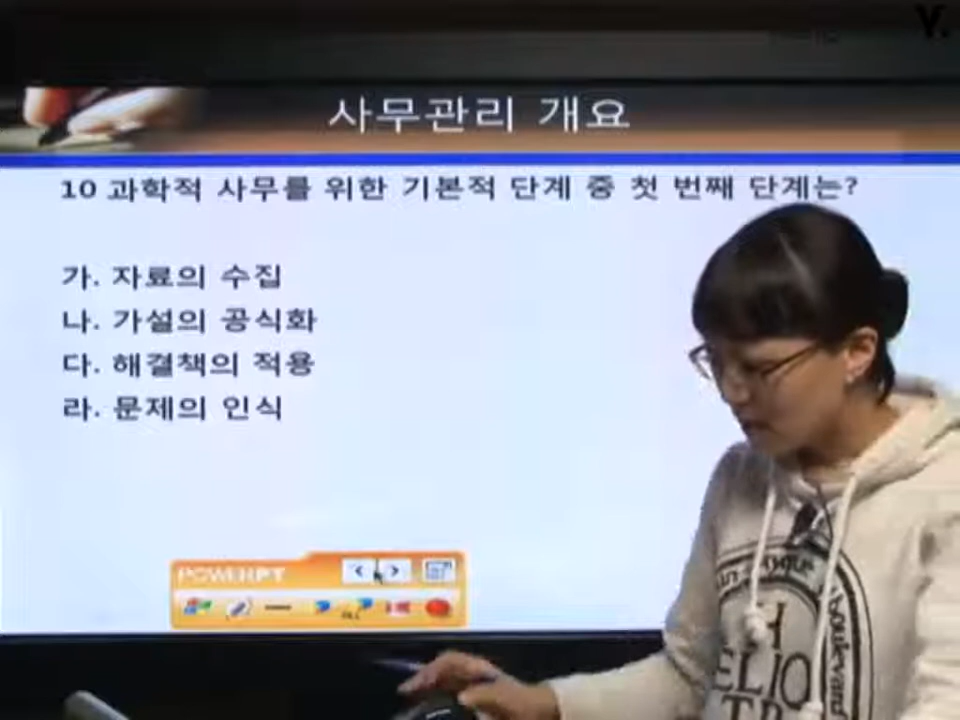 Y.
사무관리 개요
10 과학적 사무를 위한 기본적 단계 중 첫 번째 단계는?
가. 자료의 수집
나. 가설의 공식화
다. 해결책의 적용
라. 문제의 인식
POWERPT
ALL
boulevard